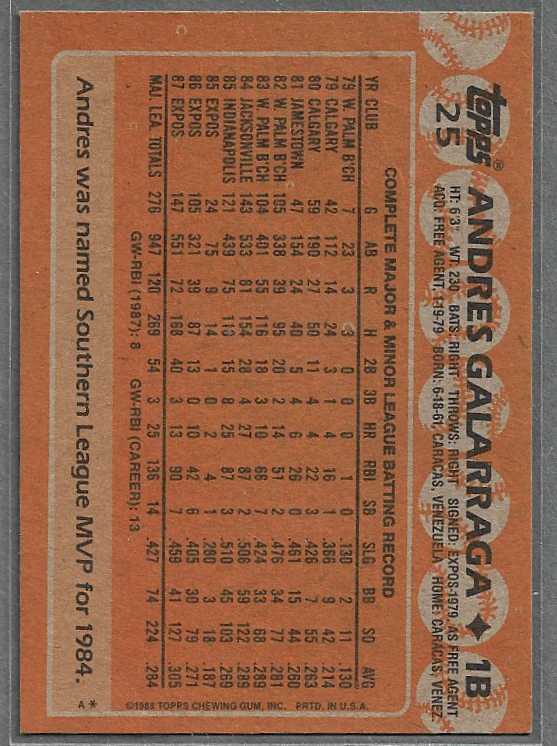 topps® ANDRES GALARRAGA ✦ 1B
25
HT: 6'3" WT: 230 BATS: RIGHT THROWS: RIGHT SIGNED: EXPOS-1979, AS FREE AGENT
ACQ: FREE AGENT, 1-19-79 BORN: 6-18-61, CARACAS, VENEZUELA HOME: CARACAS, VENEZ.
COMPLETE MAJOR & MINOR LEAGUE BATTING RECORD
YR CLUB G AB R H 2B 3B HR RBI SB SLG BB SO AVG
79 W. PALM B'CH 7 23 3 3 0 0 0 1 0 .130 2 11 .130
79 CALGARY 42 112 14 24 3 1 4 16 1 .366 9 42 .214
80 CALGARY 59 190 27 50 11 4 4 22 3 .426 7 55 .263
81 JAMESTOWN 47 154 24 40 5 4 6 26 0 .461 15 44 .260
82 W. PALM B'CH 105 338 39 95 20 2 14 51 2 .476 34 77 .281
83 W. PALM B'CH 104 401 55 116 18 3 10 66 7 .424 33 68 .289
84 JACKSONVILLE 143 533 81 154 28 4 27 87 2 .508 59 122 .289
85 INDIANAPOLIS 121 439 75 118 15 8 25 87 3 .510 45 103 .269
85 EXPOS 24 75 9 14 1 0 2 4 1 .280 3 18 .187
86 EXPOS 105 321 39 87 13 0 10 42 6 .405 30 79 .271
87 EXPOS 147 551 72 168 40 3 13 90 7 .459 41 127 .305
MAJ. LEA. TOTALS 276 947 120 269 54 3 25 136 14 .427 74 224 .284
GW-RBI (1987): 8 GW-RBI (CAREER): 13
©1988 TOPPS CHEWING GUM, INC. PRTD. IN U.S.A.
Andres was named Southern League MVP for 1984.
A *